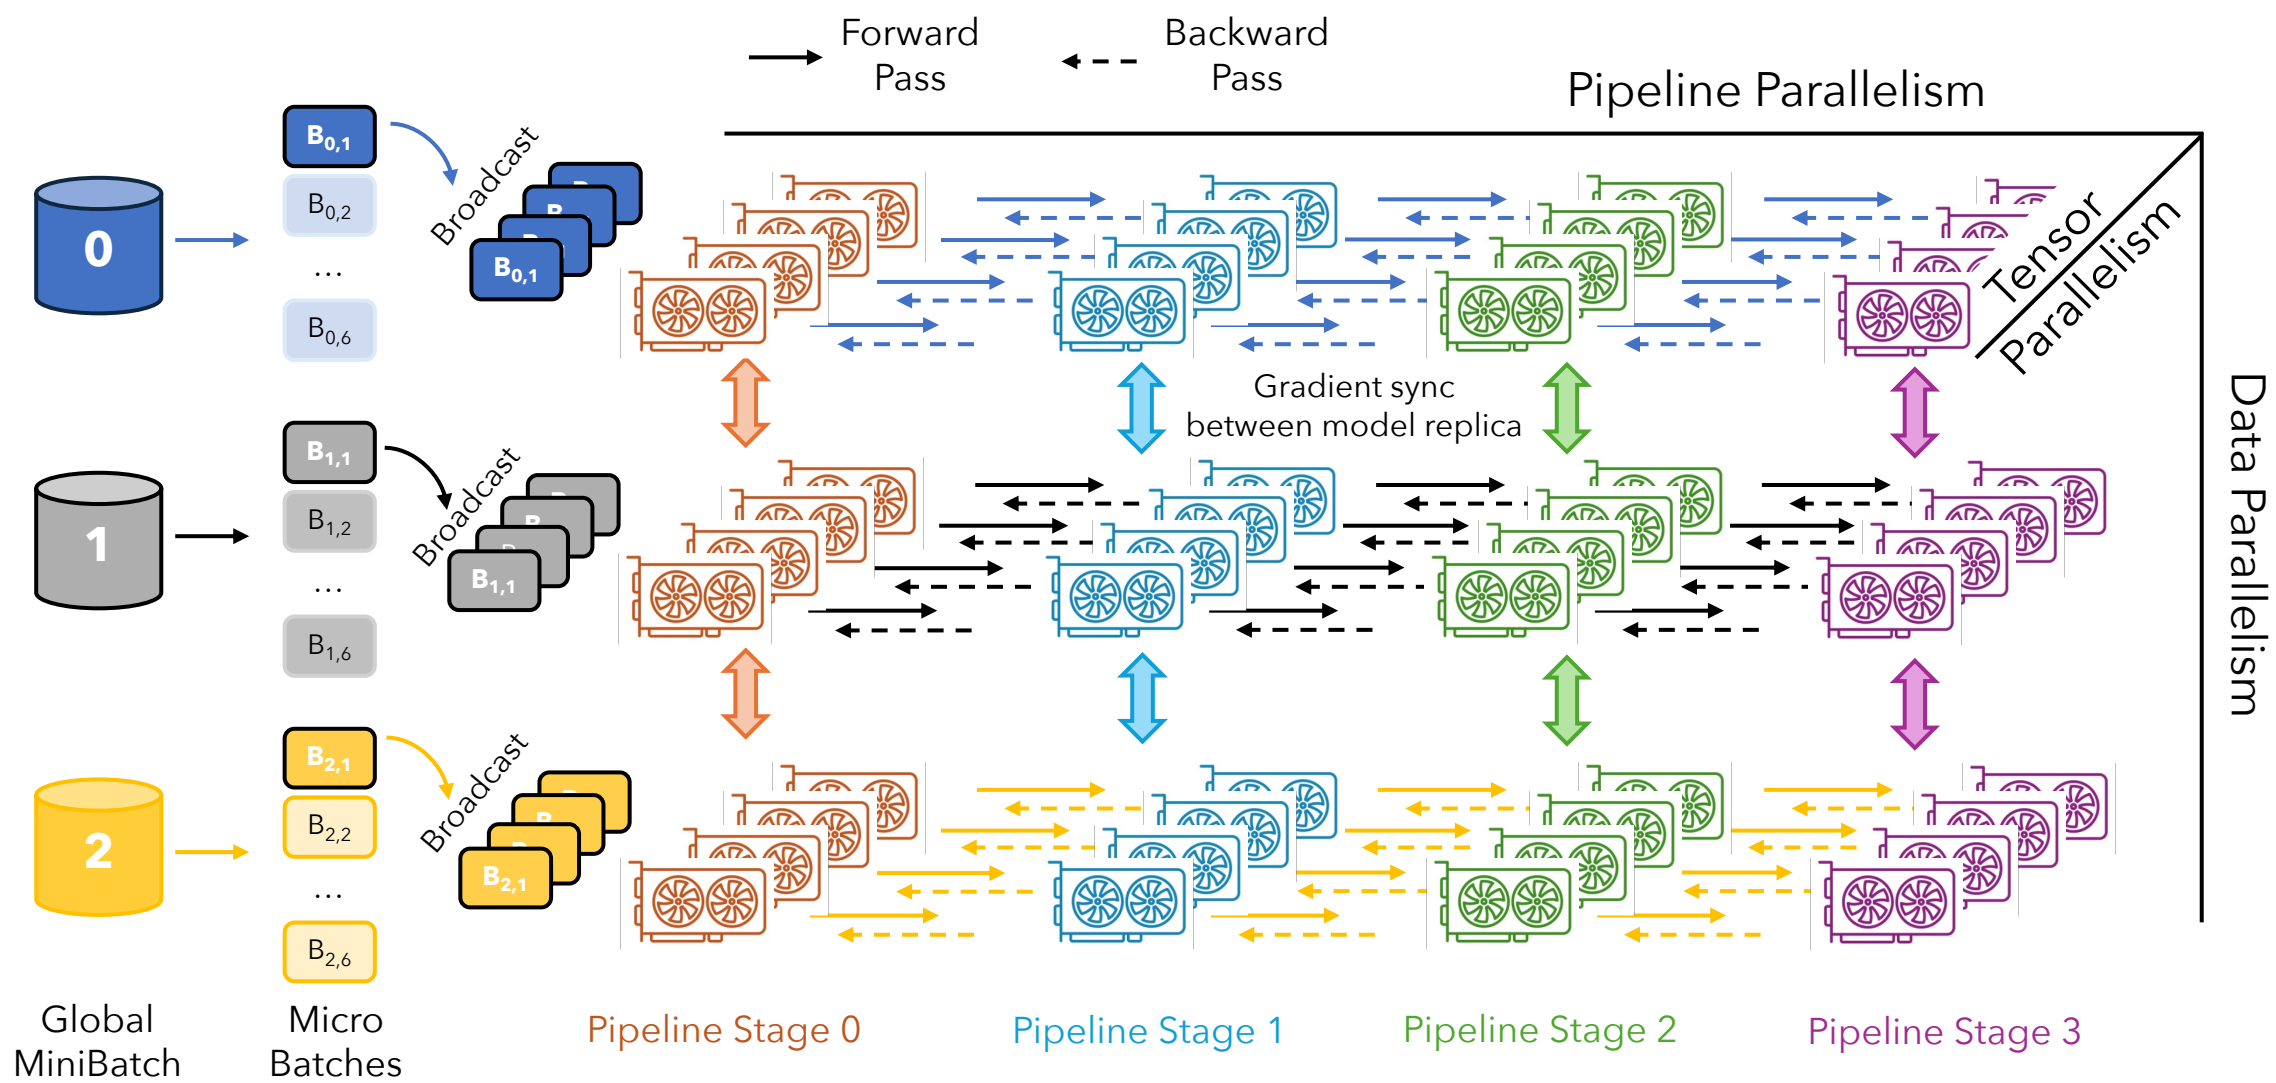 Forward
Pass
Backward
Pass
Pipeline Parallelism
Tensor
Parallelism
Data Parallelism
0
B0,1
B0,2
...
B0,6
Broadcast
B
B0,1
Gradient sync
between model replica
1
B1,1
B1,2
...
B1,6
Broadcast
B
B1,1
2
B2,1
B2,2
...
B2,6
Broadcast
B
B2,1
Global
MiniBatch
Micro
Batches
Pipeline Stage 0
Pipeline Stage 1
Pipeline Stage 2
Pipeline Stage 3